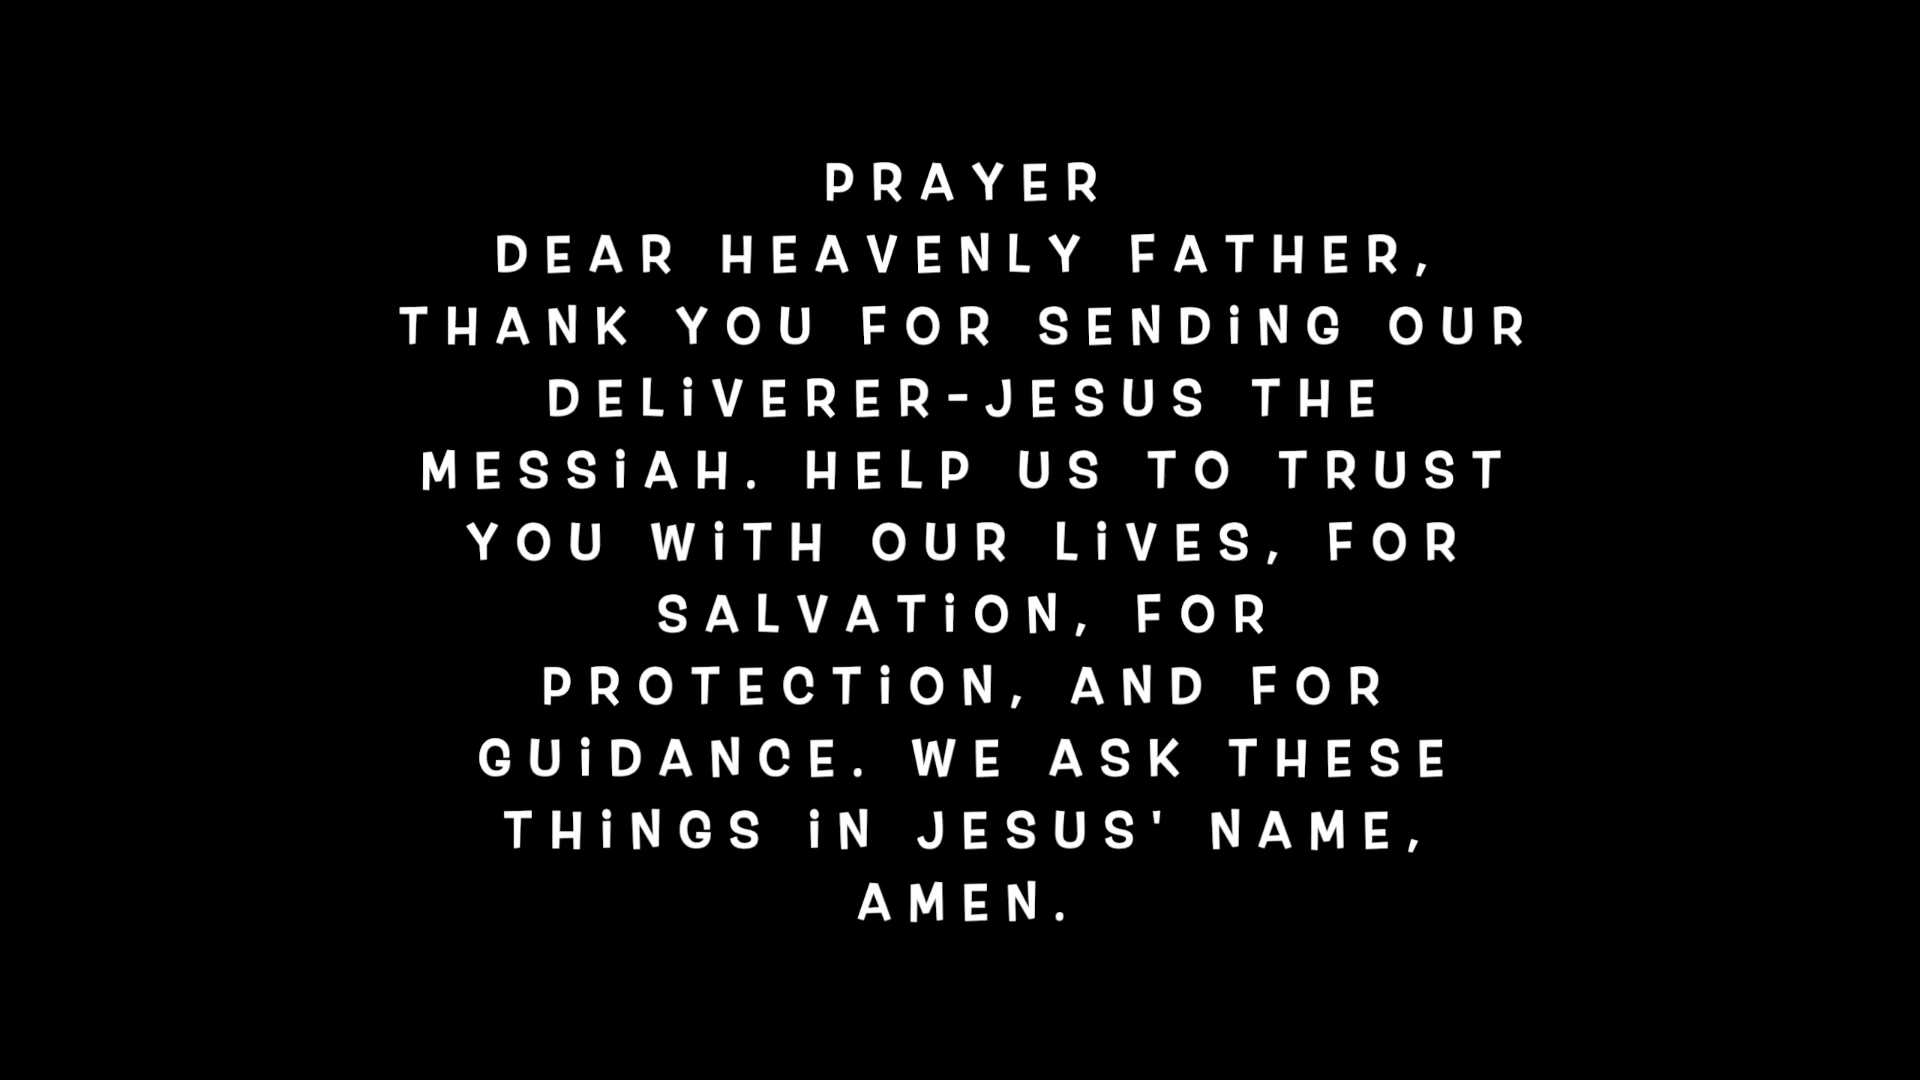 PRAYER
DEAR HEAVENLY FATHER,
THANK YOU FOR SENDiNG OUR
DELiVERER-JESUS THE
MESSiAH. HELP US TO TRUST
YOU WiTH OUR LiVES, FOR
SALVATiON, FOR
PROTECTiON, AND FOR
GUiDANCE. WE ASK THESE
THiNGS iN JESUS' NAME,
AMEN.